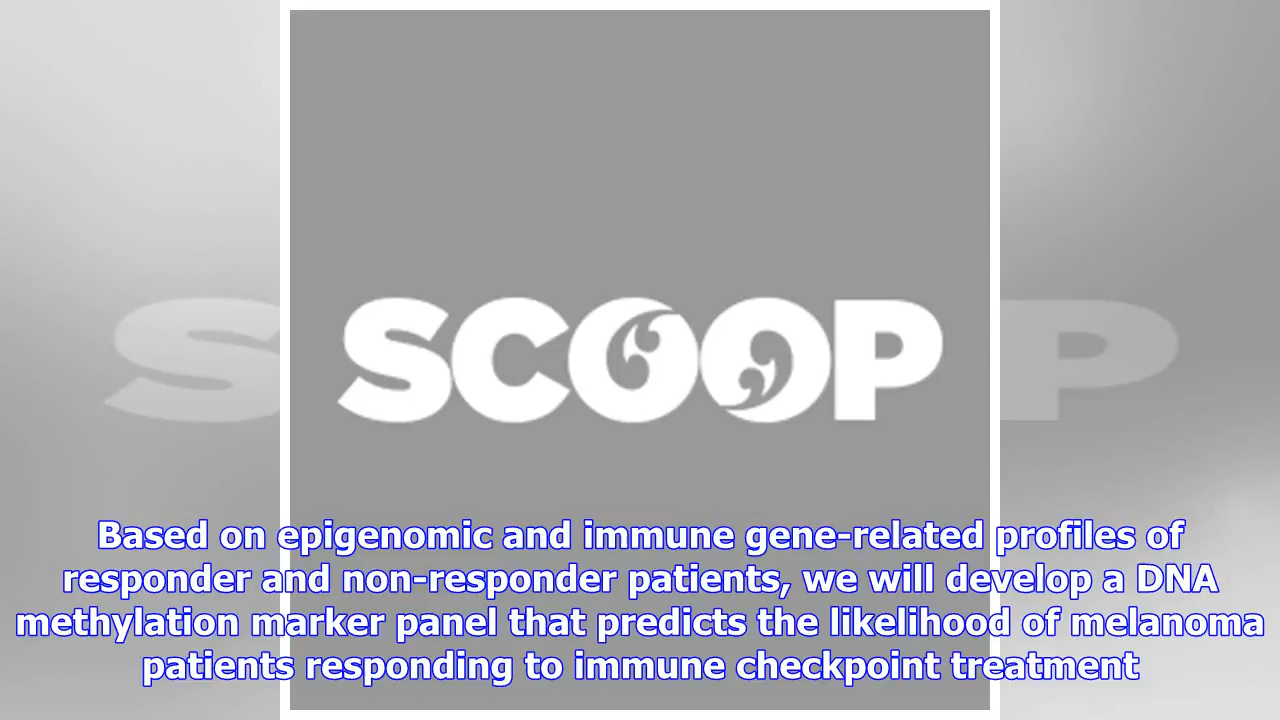 SCOOP
Based on epigenomic and immune gene-related profiles of
responder and non-responder patients, we will develop a DNA
methylation marker panel that predicts the likelihood of melanoma
patients responding to immune checkpoint treatment